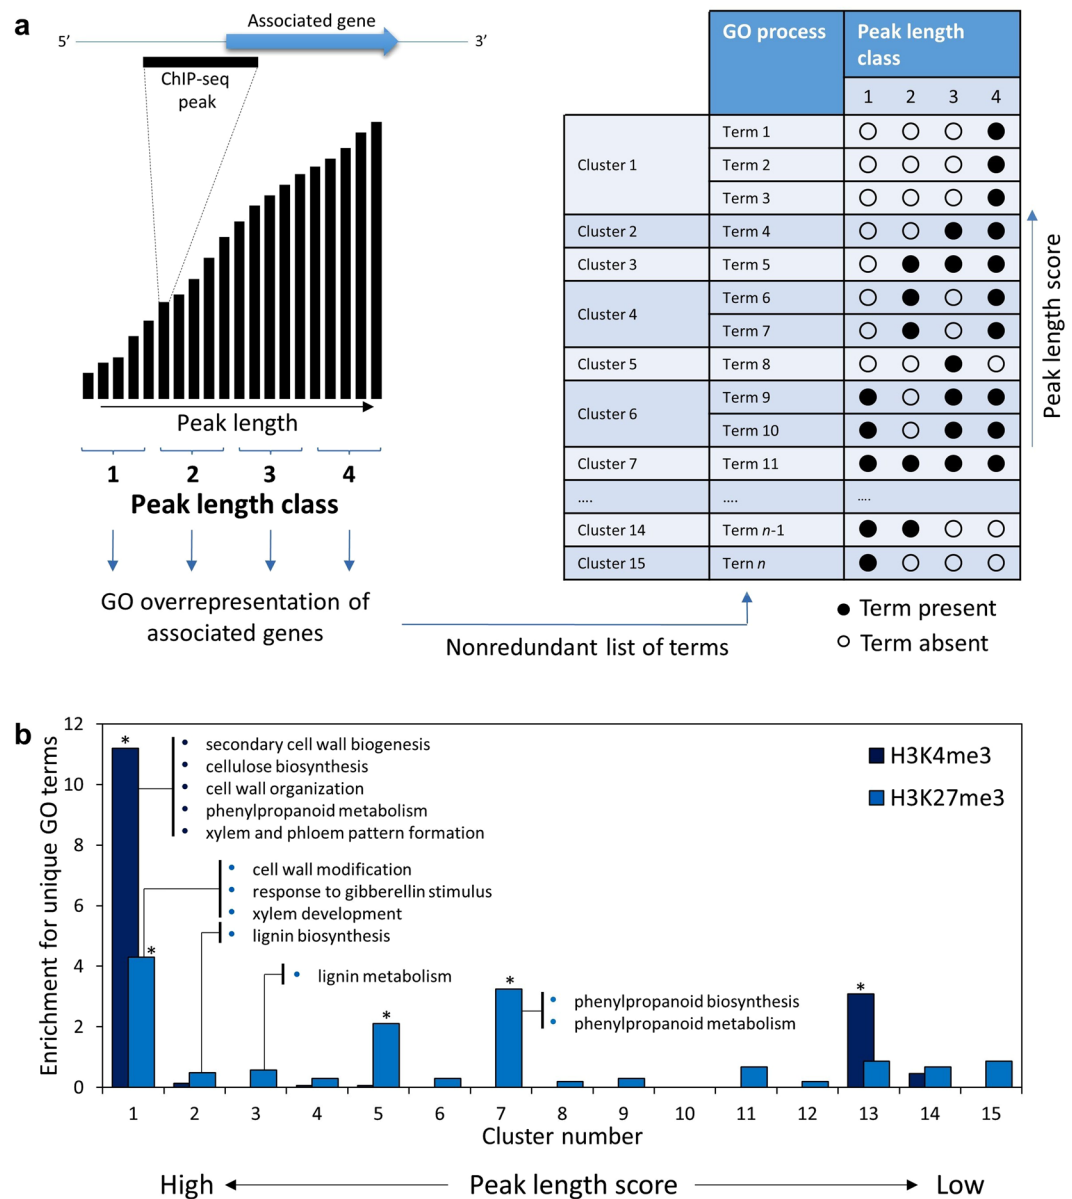 a
Associated gene
5’
3’
ChIP-seq
peak
Peak length
1 2 3 4
Peak length class
GO overrepresentation of
associated genes
Nonredundant list of terms
GO process Peak length
class
1 2 3 4
Cluster 1 Term 1
Term 2
Term 3
Cluster 2 Term 4
Cluster 3 Term 5
Cluster 4 Term 6
Term 7
Cluster 5 Term 8
Cluster 6 Term 9
Term 10
Cluster 7 Term 11
.... .... ....
Cluster 14 Term n-1
Cluster 15 Tern n
Peak length score
Term present
Term absent
b
Enrichment for unique GO terms
12
10
8
6
4
2
0
*
• secondary cell wall biogenesis
• cellulose biosynthesis
• cell wall organization
• phenylpropanoid metabolism
• xylem and phloem pattern formation
• cell wall modification
• response to gibberellin stimulus
• xylem development
• lignin biosynthesis
*
• lignin metabolism
*
*
• phenylpropanoid biosynthesis
• phenylpropanoid metabolism
*
H3K4me3
H3K27me3
1 2 3 4 5 6 7 8 9 10 11 12 13 14 15
Cluster number
High Peak length score Low